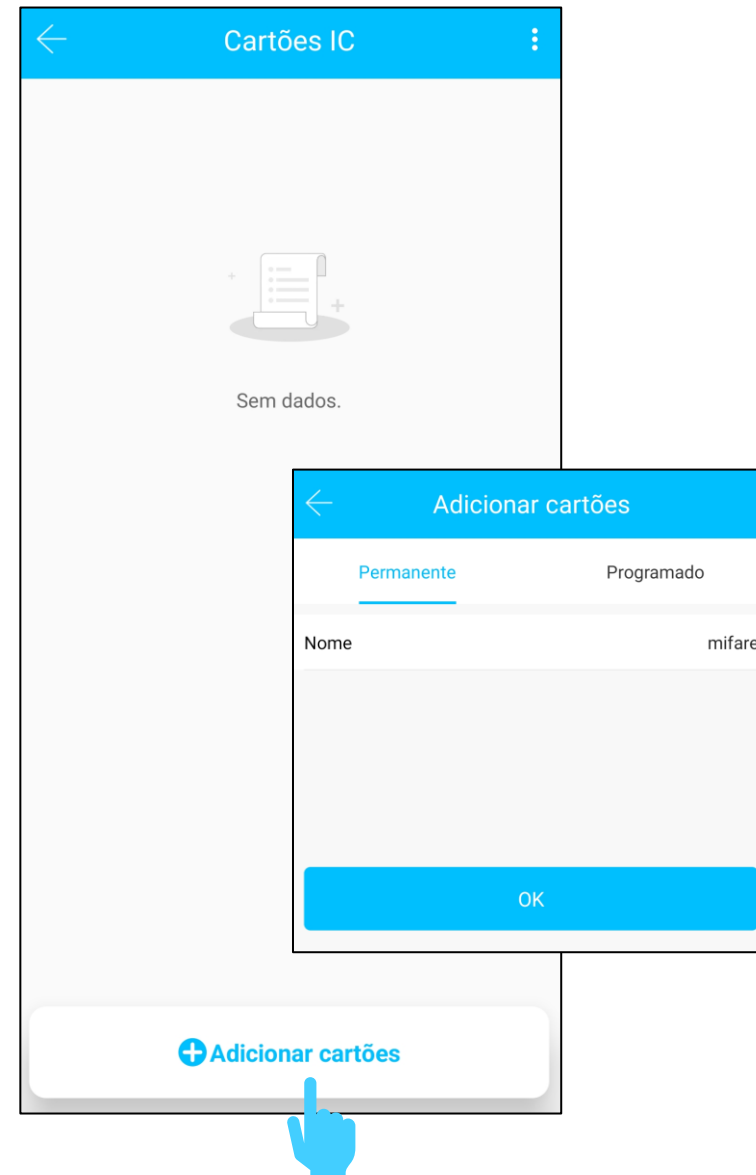 Cartões IC
Sem dados.
Adicionar cartões
Permanente Programado
Nome mifare
OK
Adicionar cartões